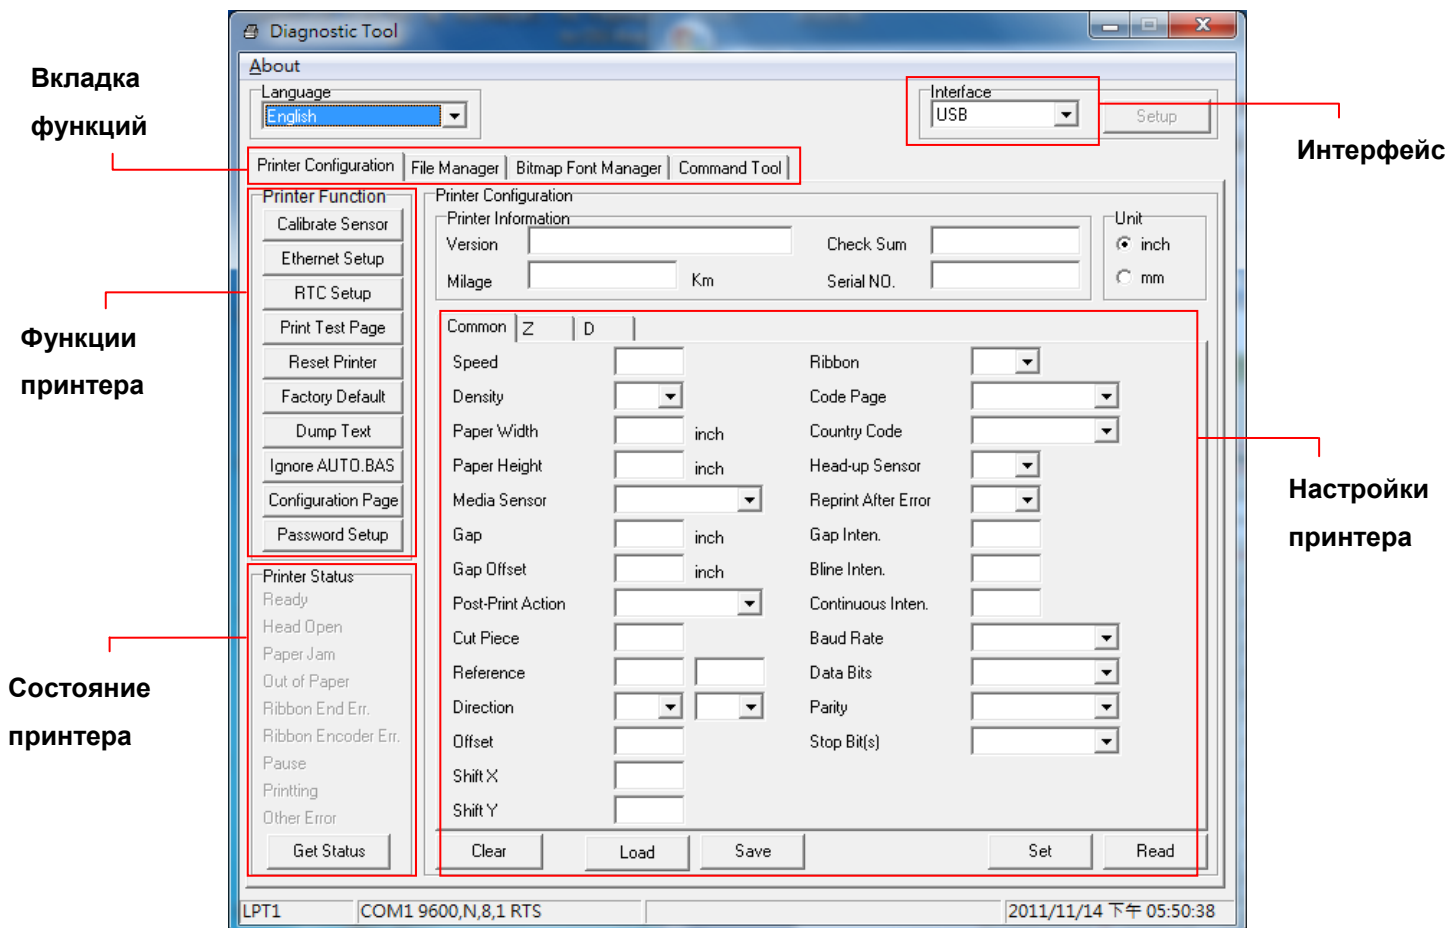 Diagnostic Tool
About
Language
English
Interface
USB
Setup
Вкладка
функций
Интерфейс
Printer Configuration
File Manager
Bitmap Font Manager
Command Tool
Printer Function
Calibrate Sensor
Ethernet Setup
RTC Setup
Print Test Page
Reset Printer
Factory Default
Dump Text
Ignore AUTO.BAS
Configuration Page
Password Setup
Функции
принтера
Printer Configuration
Printer Information
Version
Check Sum
Milage
Km
Serial NO.
Unit
inch
mm
Common
Z
D
Speed
Density
Paper Width
inch
Paper Height
inch
Media Sensor
Gap
inch
Gap Offset
inch
Post-Print Action
Cut Piece
Reference
Direction
Offset
Shift X
Shift Y
Ribbon
Code Page
Country Code
Head-up Sensor
Reprint After Error
Gap Inten.
Bline Inten.
Continuous Inten.
Baud Rate
Data Bits
Parity
Stop Bit(s)
Настройки
принтера
Printer Status
Ready
Head Open
Paper Jam
Out of Paper
Ribbon End Err.
Ribbon Encoder Err.
Pause
Printting
Other Error
Get Status
Состояние
принтера
Clear
Load
Save
Set
Read
LPT1
COM1 9600,N,8,1 RTS
2011/11/14 下午 05:50:38